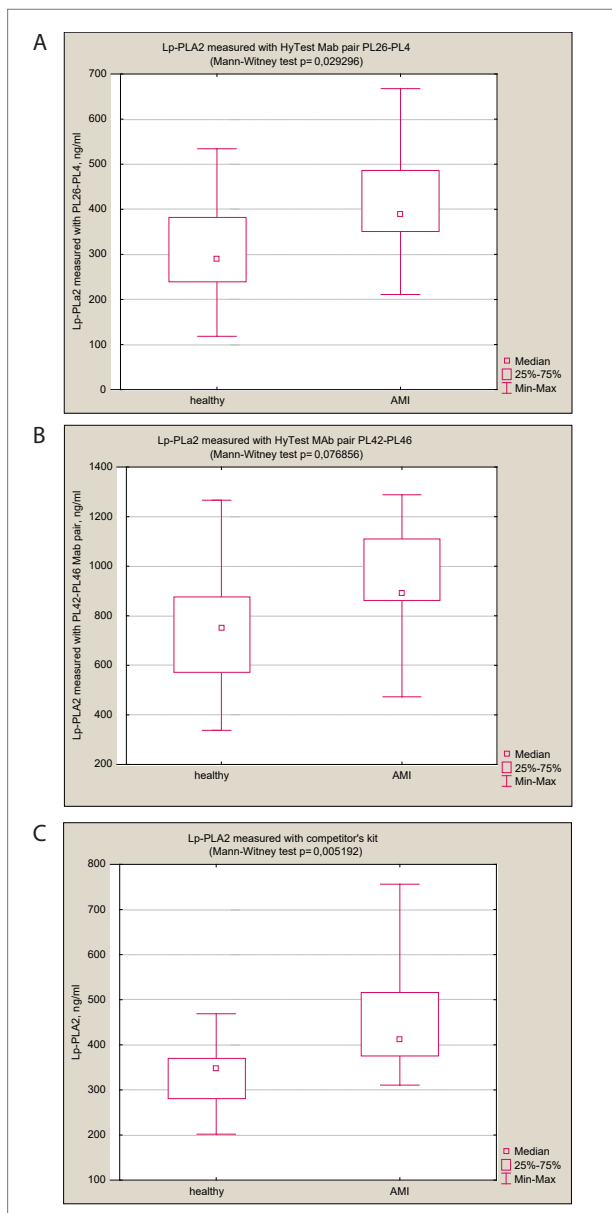 A
Lp-PLA2 measured with HyTest Mab pair PL26-PL4
(Mann-Witney test p= 0,029296)
Lp-PLa2 measured with PL26-PL4, ng/ml
700
600
500
400
300
200
100
0
healthy
AMI
Median
25%-75%
Min-Max
B
Lp-PLa2 measured with HyTest MAb pair PL42-PL46
(Mann-Witney test p= 0,076856)
Lp-PLA2 measured with PL42-PL46 Mab pair, ng/ml
1400
1200
1000
800
600
400
200
healthy
AMI
Median
25%-75%
Min-Max
C
Lp-PLA2 measured with competitor's kit
(Mann-Witney test p= 0,005192)
Lp-PLA2, ng/ml
800
700
600
500
400
300
200
100
healthy
AMI
Median
25%-75%
Min-Max